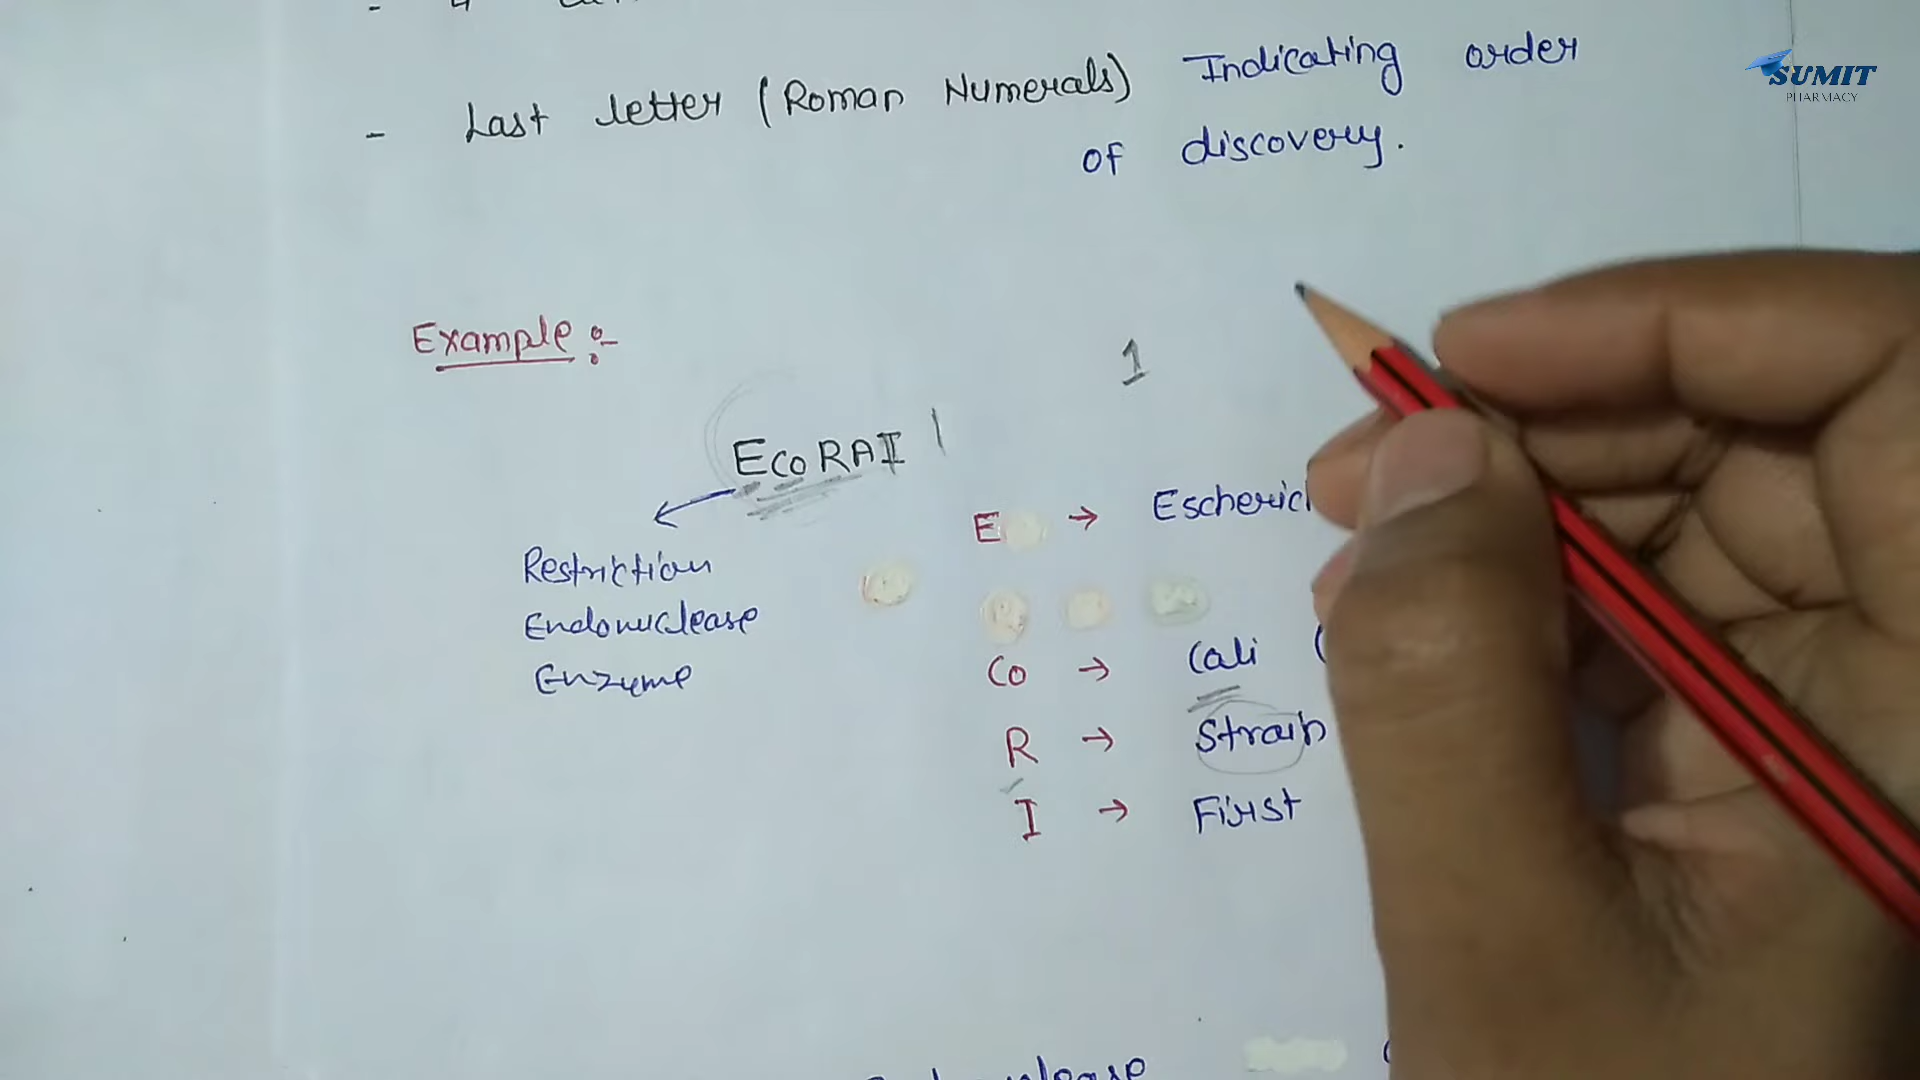 - Last letter (Roman Numerals) Indicating order
of discovery.
SUMIT
PHARMACY
Example :-
1
EcoRAI
E → Escheric
Restriction
Endonuclease
Enzyme
Co → Coli (
R → Strain
I → First